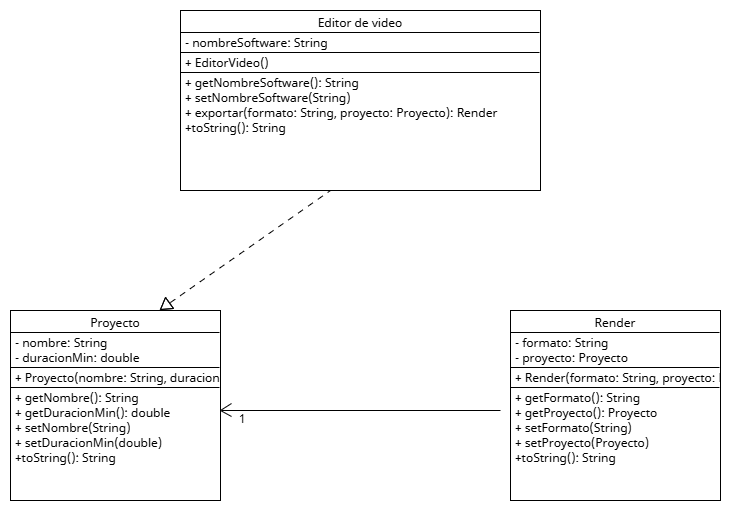 Editor de video
- nombreSoftware: String
+ EditorVideo()
+ getNombreSoftware(): String
+ setNombreSoftware(String)
+ exportar(formato: String, proyecto: Proyecto): Render
+toString(): String
Proyecto
- nombre: String
- duracionMin: double
+ Proyecto(nombre: String, duracion
+ getNombre(): String
+ getDuracionMin(): double
+ setNombre(String)
+ setDuracionMin(double)
+toString(): String
1
Render
- formato: String
- proyecto: Proyecto
+ Render(formato: String, proyecto:
+ getFormato(): String
+ getProyecto(): Proyecto
+ setFormato(String)
+ setProyecto(Proyecto)
+toString(): String